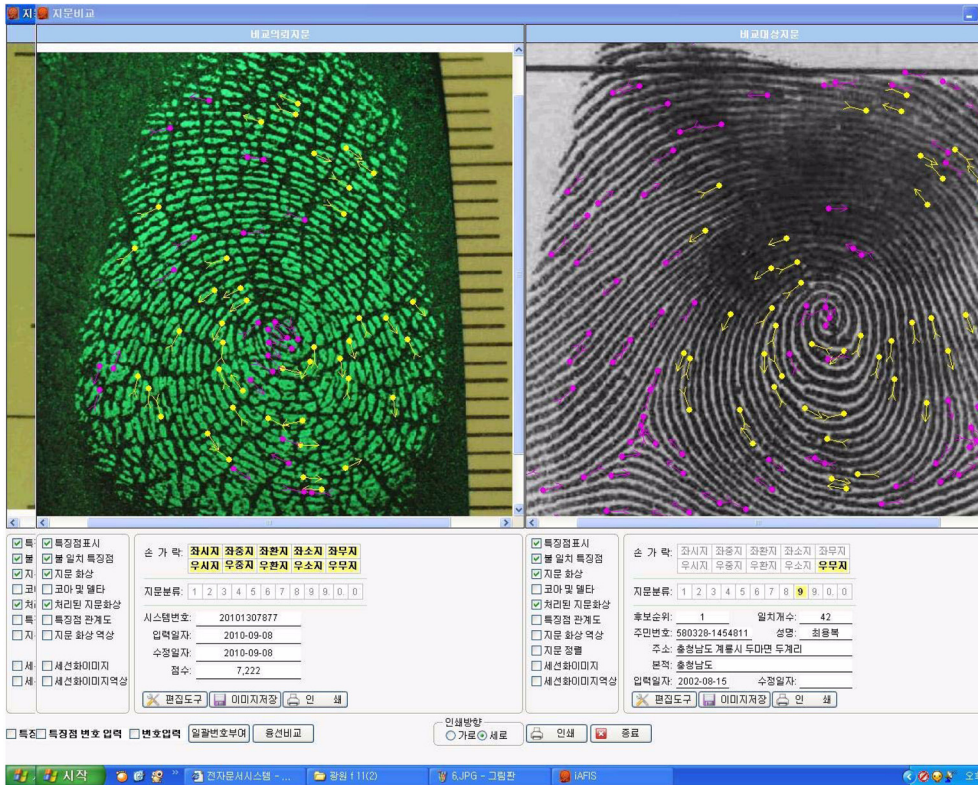 지문비교
비교의뢰지문
비교대상지문
특징점표시
불 일치 특징점
지문 화상
코마 및 델타
처리된 지문화상
특징점 관계도
지문 화상 역상
세선화이미지
세선화이미지역상
손 가 락: 좌시지 좌중지 좌환지 좌소지 좌무지
우시지 우중지 우환지 우소지 우무지
지문분류: 1 2 3 4 5 6 7 8 9 9. 0. 0
시스템번호: 20101307877
입력일자: 2010-09-08
수정일자: 2010-09-08
점수: 7,222
편집도구 이미지저장 인 쇄
특징점표시
불 일치 특징점
지문 화상
코마 및 델타
처리된 지문화상
특징점 관계도
지문 화상 역상
지문 정렬
세선화이미지
세선화이미지역상
손 가 락: 좌시지 좌중지 좌환지 좌소지 좌무지
우시지 우중지 우환지 우소지 우무지
지문분류: 1 2 3 4 5 6 7 8 9 9. 0. 0
후보순위: 1 일치개수: 42
주민번호: 580328-1454811 성명: 최용복
주소: 충청남도 계룡시 두마면 두계리
본적: 충청남도
입력일자: 2002-08-15 수정일자:
편집도구 이미지저장 인 쇄
특징점 번호 입력 번호입력 일괄번호부여 융선비교
인쇄방향
가로 세로 인쇄 종료
시작 전자문서시스템 - ... 광원 f 11(2) 6.JPG - 그림판 iAFIS